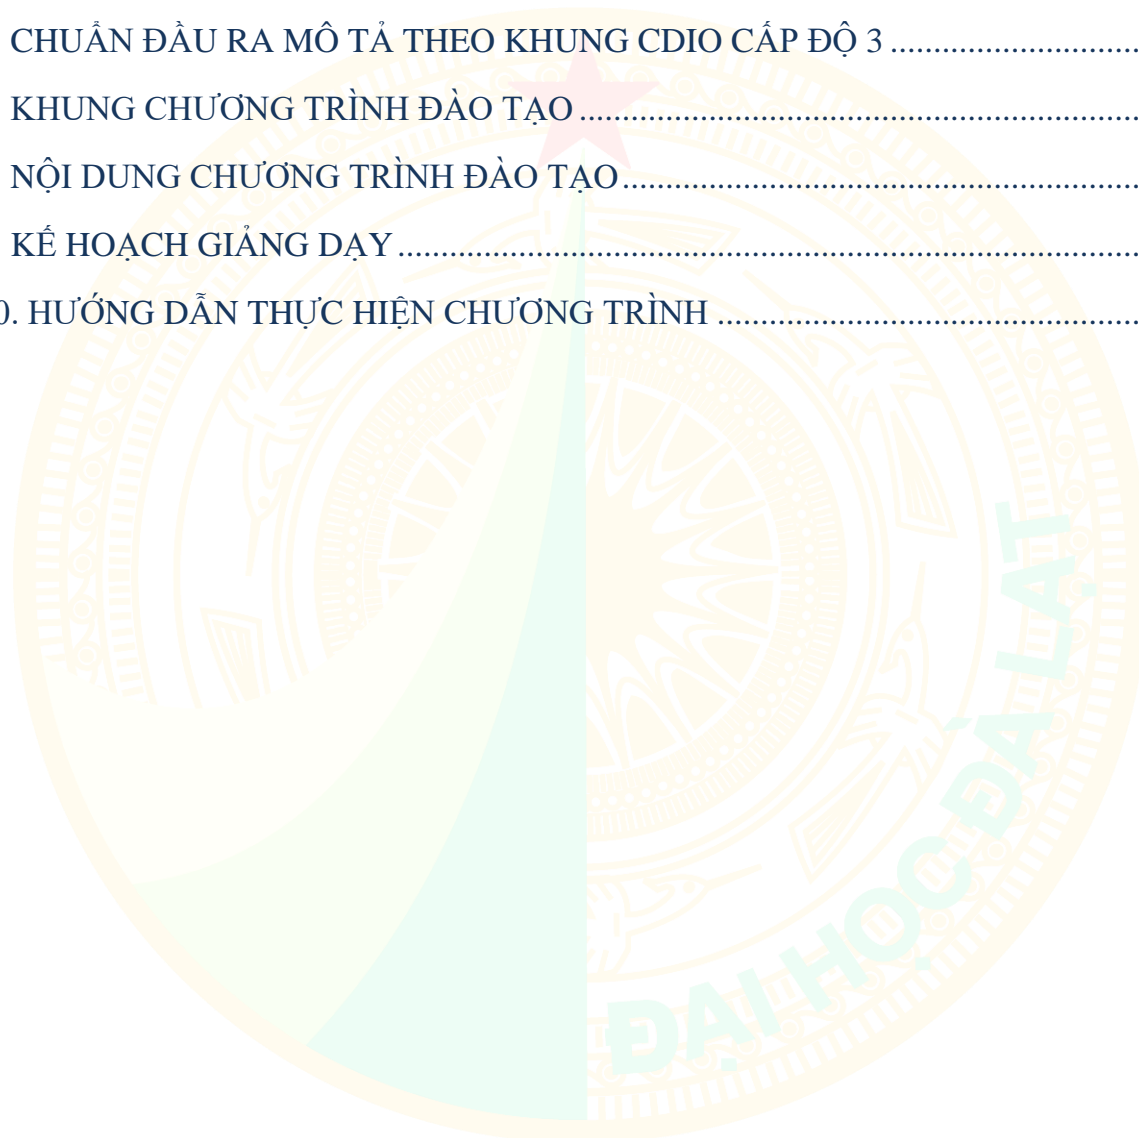 CHUẨN ĐẦU RA MÔ TẢ THEO KHUNG CDIO CẤP ĐỘ 3 ..............................
KHUNG CHƯƠNG TRÌNH ĐÀO TẠO ..................................................................
NỘI DUNG CHƯƠNG TRÌNH ĐÀO TẠO.............................................................
KẾ HOẠCH GIẢNG DẠY .......................................................................................
0. HƯỚNG DẪN THỰC HIỆN CHƯƠNG TRÌNH ..................................................
ĐẠI HỌC ĐÀ LẠT